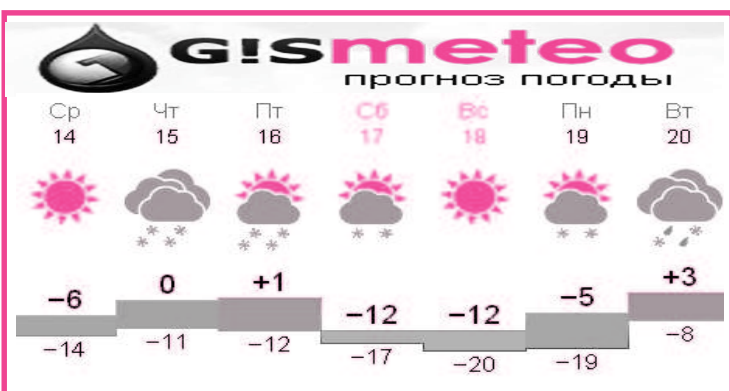 G!Smeteo
прогноз погоды
Ср Чт Пт Сб Вс Пн Вт
14 15 16 17 18 19 20
−6 0 +1 −12 −12 −5 +3
−14 −11 −12 −17 −20 −19 −8